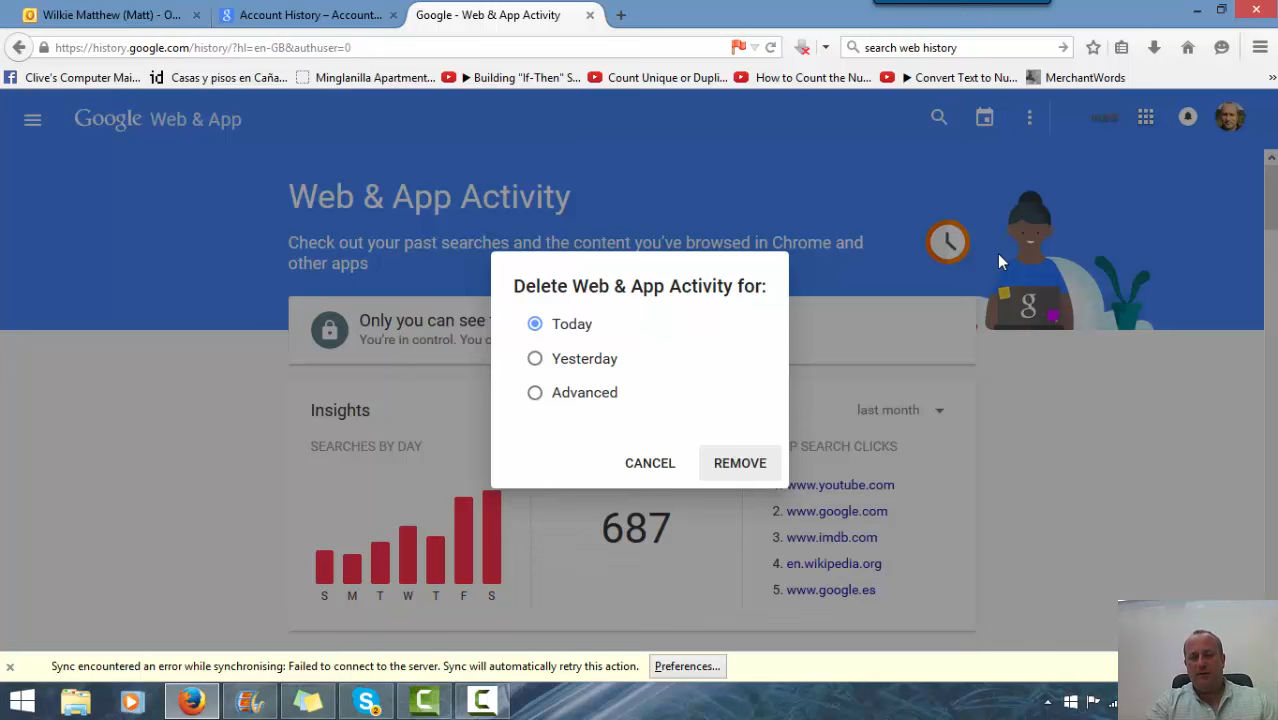 Wilkie Matthew (Matt) - O...
Account History – Account...
Google - Web & App Activity
https://history.google.com/history/?hl=en-GB&authuser=0
search web history
Clive's Computer Mai...
id Casas y pisos en Caña...
Minglanilla Apartment...
▶ Building "If-Then" S...
Count Unique or Dupli...
How to Count the Nu...
▶ Convert Text to Nu...
MerchantWords
»
Google Web & App
Web & App Activity
Check out your past searches and the content you've browsed in Chrome and
other apps
Only you can see t
You're in control. You c
Delete Web & App Activity for:
Today
Yesterday
Advanced
CANCEL
REMOVE
Insights
last month
SEARCHES BY DAY
P SEARCH CLICKS
S M T W T F S
687
1. www.youtube.com
2. www.google.com
3. www.imdb.com
4. en.wikipedia.org
5. www.google.es
Sync encountered an error while synchronising: Failed to connect to the server. Sync will automatically retry this action.
Preferences...